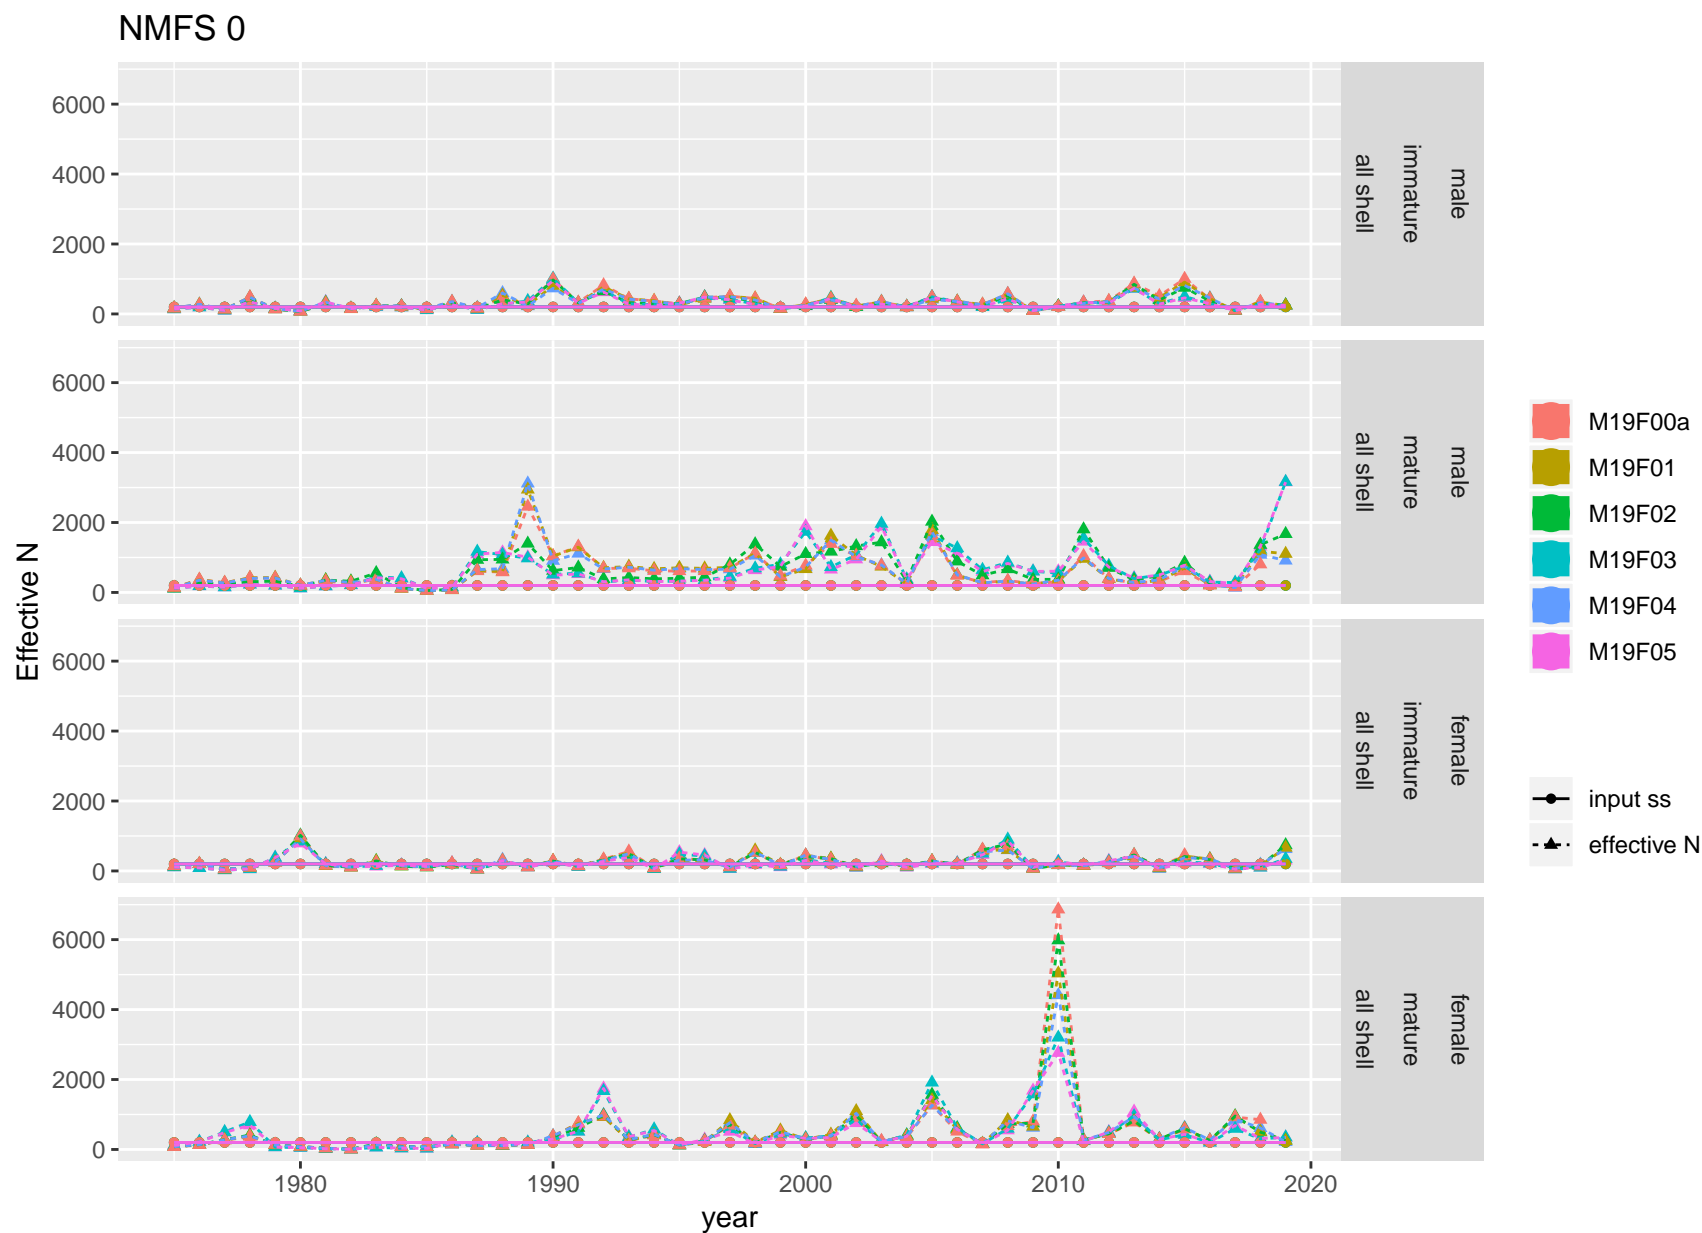 NMFS 0
6000
4000
2000
0
all shell
immature
male
6000
4000
2000
0
all shell
mature
male
6000
4000
2000
0
all shell
immature
female
6000
4000
2000
0
all shell
mature
female
1980
1990
2000
2010
2020
year
Effective N
M19F00a
M19F01
M19F02
M19F03
M19F04
M19F05
input ss
effective N